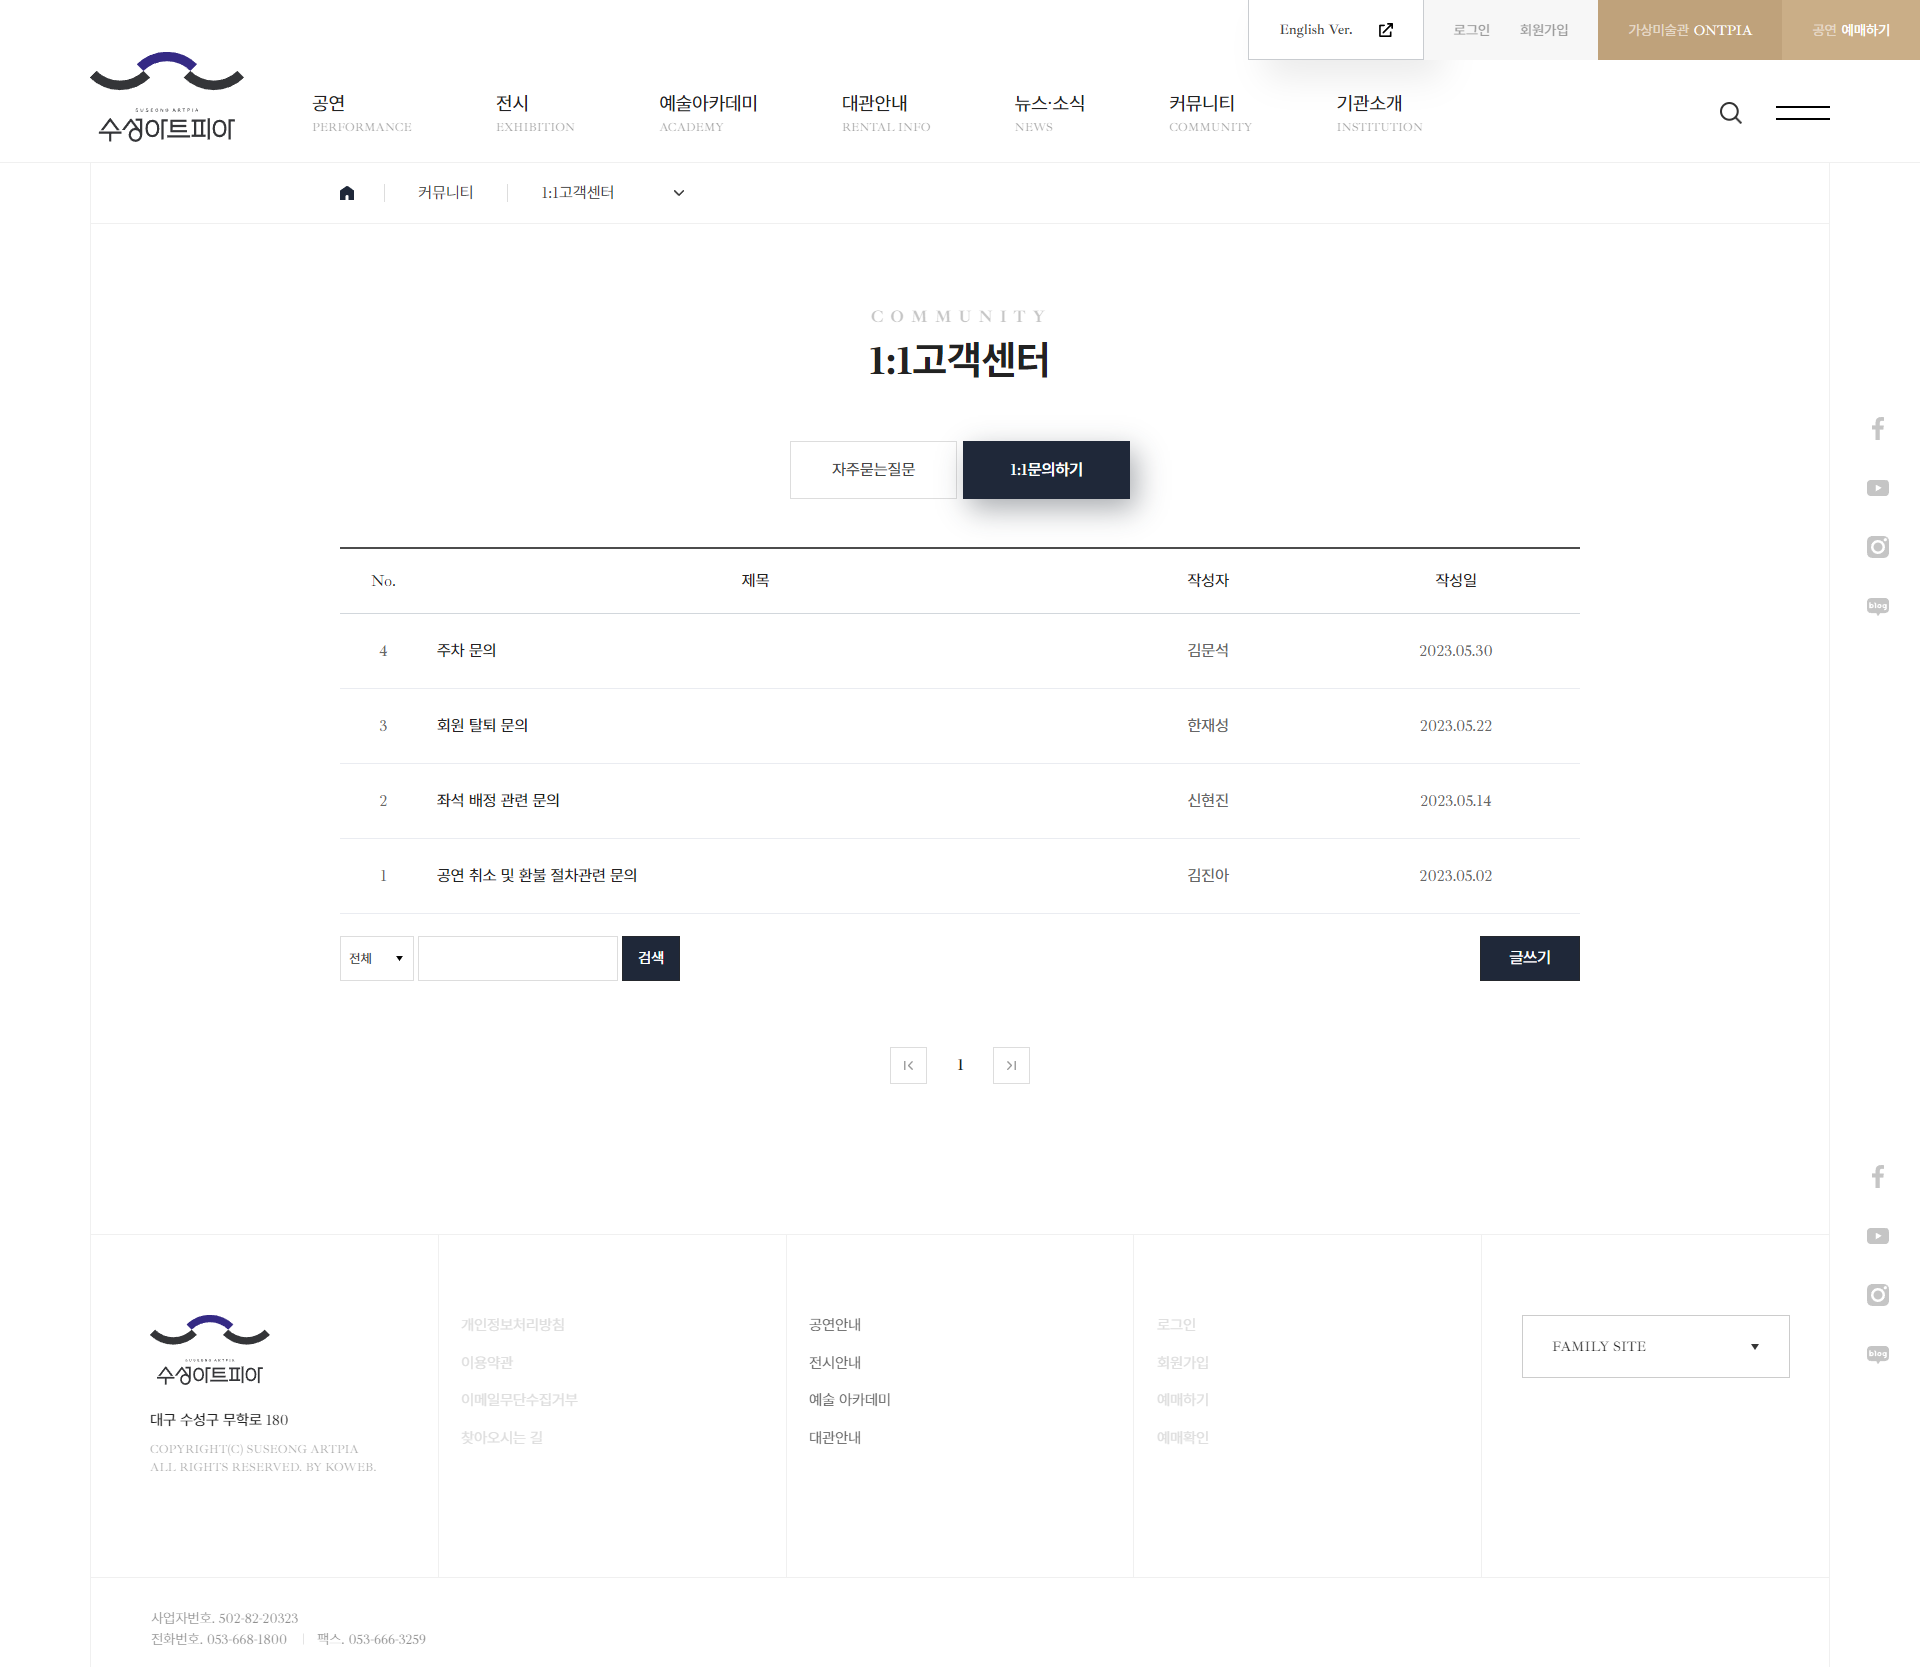 English Ver.
로그인
회원가입
가상미술관 ONTPIA
공연 예매하기
SUSEONG ARTPIA
수성아트피아
공연
PERFORMANCE
전시
EXHIBITION
예술아카데미
ACADEMY
대관안내
RENTAL INFO
뉴스·소식
NEWS
커뮤니티
COMMUNITY
기관소개
INSTITUTION
커뮤니티
1:1고객센터
COMMUNITY
1:1고객센터
자주묻는질문
1:1문의하기
No. 제목 작성자 작성일
4 주차 문의 김문석 2023.05.30
3 회원 탈퇴 문의 한재성 2023.05.22
2 좌석 배정 관련 문의 신현진 2023.05.14
1 공연 취소 및 환불 절차관련 문의 김진아 2023.05.02
전체
검색
글쓰기
1
blog
blog
SUSEONG ARTPIA
수성아트피아
대구 수성구 무학로 180
COPYRIGHT(C) SUSEONG ARTPIA
ALL RIGHTS RESERVED. BY KOWEB.
개인정보처리방침
이용약관
이메일무단수집거부
찾아오시는 길
공연안내
전시안내
예술 아카데미
대관안내
로그인
회원가입
예매하기
예매확인
FAMILY SITE
사업자번호. 502-82-20323
전화번호. 053-668-1800
팩스. 053-666-3259